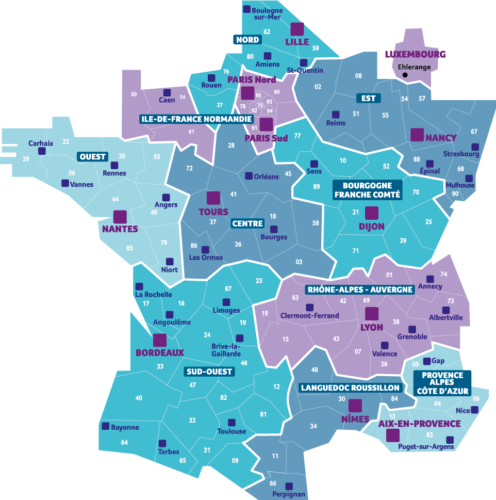 Boulogne
sur-Mer
62
LILLE
NORD
59
80
Amiens
St-Quentin
LUXEMBOURG
Ehlerange
Rouen
PARIS Nord
02
08
EST
50
Caen
14
27
95
93
78
75
94
54
57
ILE-DE-FRANCE NORMANDIE
61
PARIS Sud
Reims
51
55
NANCY
67
Strasbourg
28
77
Carhaix
22
OUEST
29
35
53
Rennes
56
Vannes
72
Orléans
45
41
Sens
10
52
88
Épinal
68
Mulhouse
90
89
BOURGOGNE
FRANCHE COMTÉ
70
Angers
44
49
NANTES
TOURS
37
CENTRE
18
Bourges
58
21
DIJON
25
85
79
86
Les Ormes
36
71
39
Niort
03
La Rochelle
17
16
87
23
01
74
RHÔNE-ALPES - AUVERGNE
Annecy
63
42
69
73
Limoges
Clermont-Ferrand
Albertville
Angoulême
19
LYON
24
38
Grenoble
Brive-la-
Gaillarde
15
43
07
Valence
BORDEAUX
33
26
05
Gap
SUD-OUEST
46
48
PROVENCE
ALPES
CÔTE D'AZUR
47
LANGUEDOC ROUSSILLON
12
40
82
30
84
04
06
Nice
NÎMES
13
81
AIX-EN-PROVENCE
Bayonne
32
Toulouse
34
83
Puget-sur-Argens
64
Tarbes
31
65
09
11
66
Perpignan